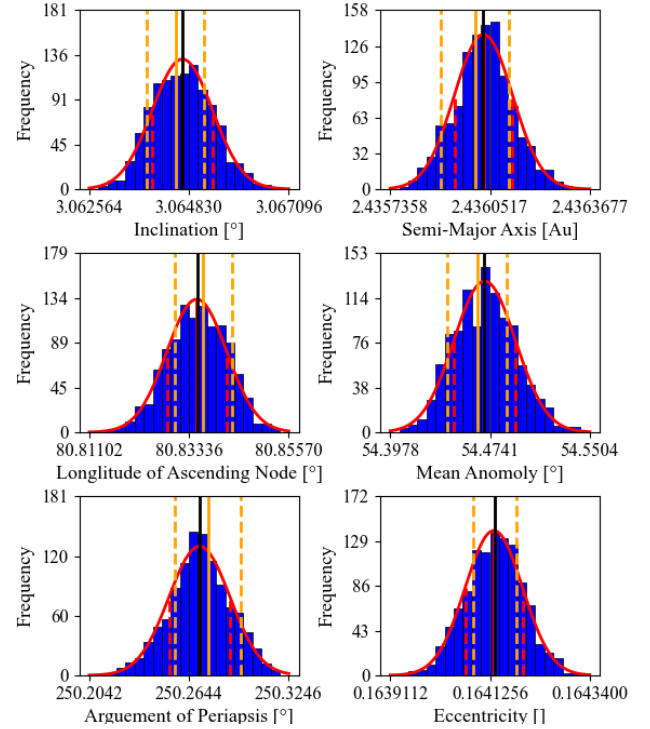 181
136
91
45
0
Frequency
3.062564 3.064830 3.067096
Inclination [°]
158
126
95
63
32
0
Frequency
2.4357358 2.4360517 2.4363677
Semi-Major Axis [Au]
179
134
89
45
0
Frequency
80.81102 80.83336 80.85570
Longlitude of Ascending Node [°]
153
114
76
38
0
Frequency
54.3978 54.4741 54.5504
Mean Anomoly [°]
181
120
60
0
Frequency
250.2042 250.2644 250.3246
Arguement of Periapsis [°]
172
129
86
43
0
Frequency
0.1639112 0.1641256 0.1643400
Eccentricity []